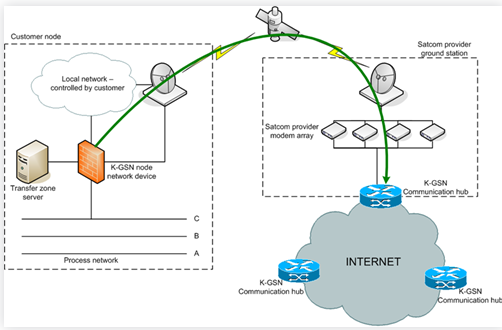 Customer node
Local network –
controlled by customer
K-GSN node
network device
Transfer zone
server
C
B
A
Process network
Satcom provider
ground station
Satcom provider
modem array
K-GSN
Communication hub
INTERNET
K-GSN
Communication hub
K-GSN
Communication hub